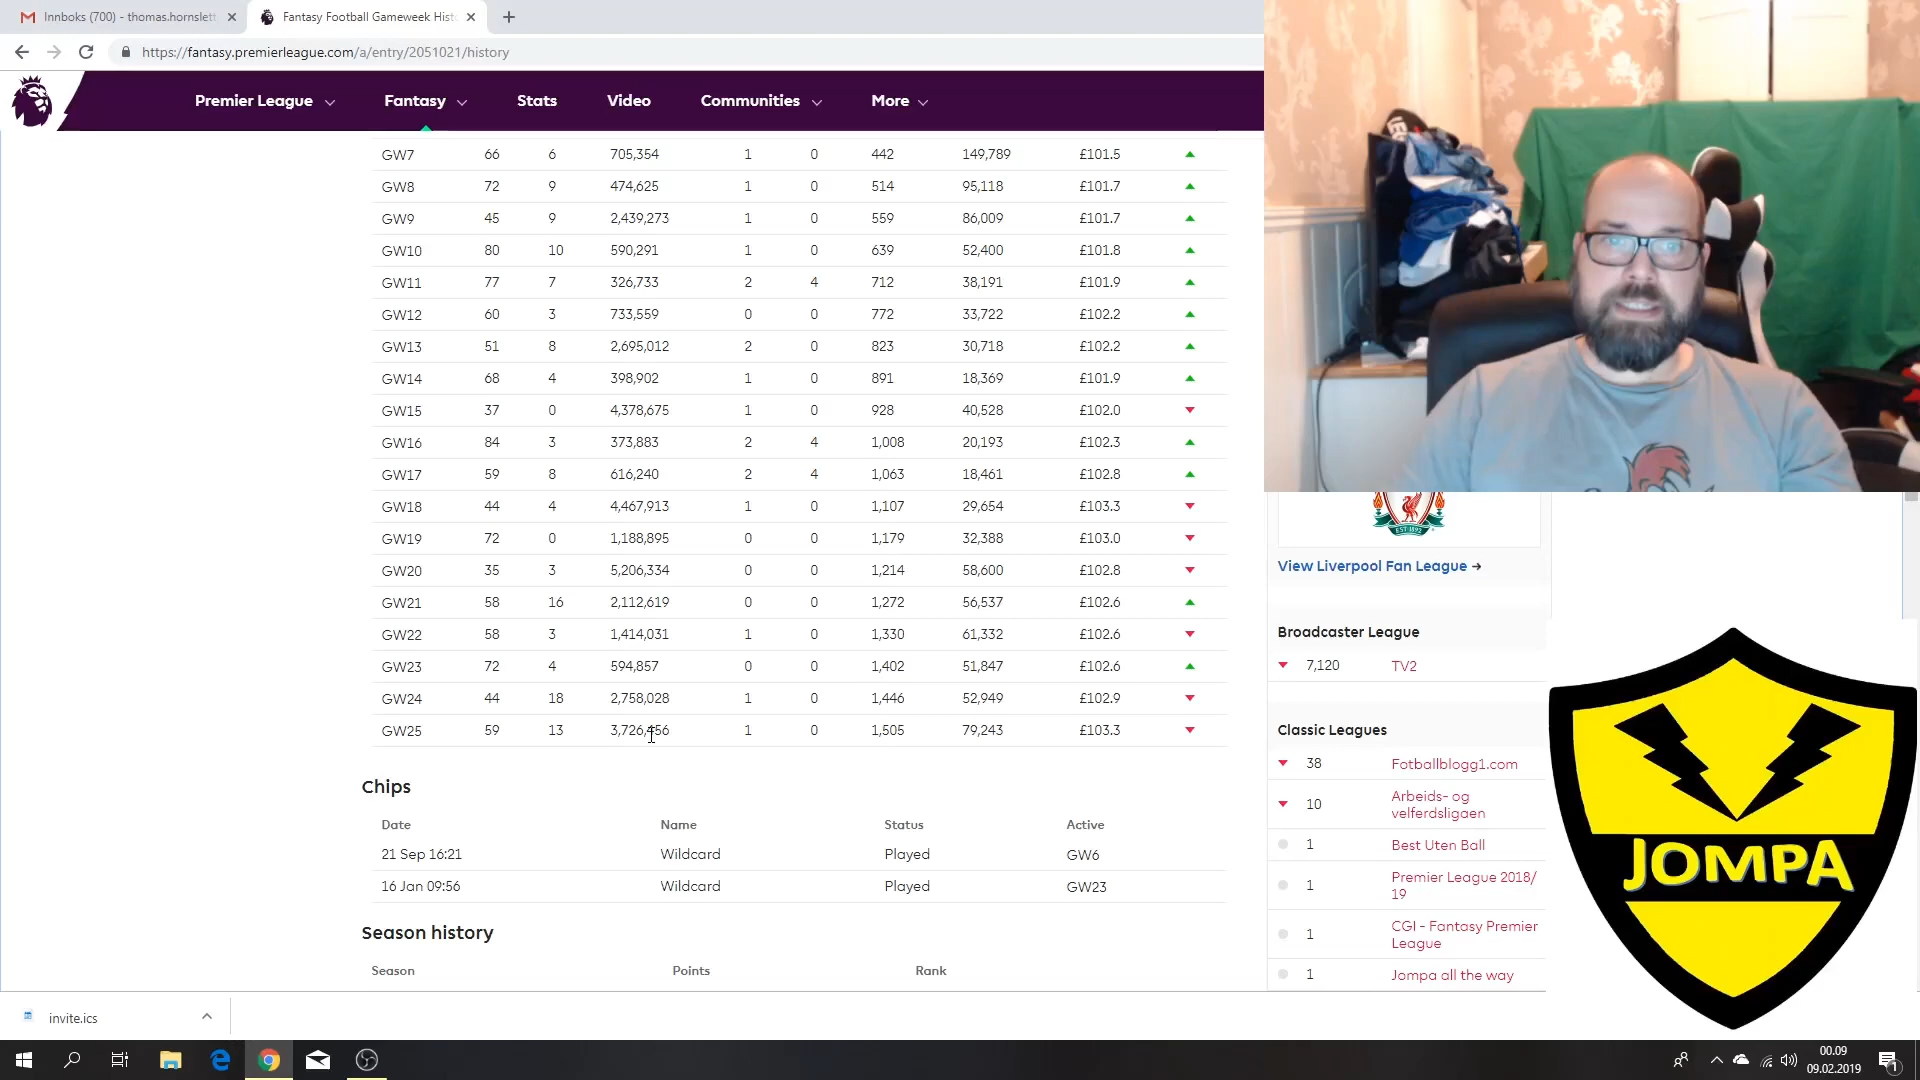 Innboks (700) - thomas.hornslett
Fantasy Football Gameweek Hist
https://fantasy.premierleague.com/a/entry/2051021/history
Premier League Fantasy Stats Video Communities More
GW7 66 6 705,354 1 0 442 149,789 £101.5
GW8 72 9 474,625 1 0 514 95,118 £101.7
GW9 45 9 2,439,273 1 0 559 86,009 £101.7
GW10 80 10 590,291 1 0 639 52,400 £101.8
GW11 77 7 326,733 2 4 712 38,191 £101.9
GW12 60 3 733,559 0 0 772 33,722 £102.2
GW13 51 8 2,695,012 2 0 823 30,718 £102.2
GW14 68 4 398,902 1 0 891 18,369 £101.9
GW15 37 0 4,378,675 1 0 928 40,528 £102.0
GW16 84 3 373,883 2 4 1,008 20,193 £102.3
GW17 59 8 616,240 2 4 1,063 18,461 £102.8
GW18 44 4 4,467,913 1 0 1,107 29,654 £103.3
GW19 72 0 1,188,895 0 0 1,179 32,388 £103.0
GW20 35 3 5,206,334 0 0 1,214 58,600 £102.8
GW21 58 16 2,112,619 0 0 1,272 56,537 £102.6
GW22 58 3 1,414,031 1 0 1,330 61,332 £102.6
GW23 72 4 594,857 0 0 1,402 51,847 £102.6
GW24 44 18 2,758,028 1 0 1,446 52,949 £102.9
GW25 59 13 1 0 1,505 79,243 £103.3
Chips
Date Name Status Active
21 Sep 16:21 Wildcard Played GW6
16 Jan 09:56 Wildcard Played GW23
Season history
Season Points Rank
View Liverpool Fan League →
Broadcaster League
7,120 TV2
Classic Leagues
38 Fotballblogg1.com
10 Arbeids- og
velferdsligaen
1 Best Uten Ball
1 Premier League 2018/
19
1 CGI - Fantasy Premier
League
1 Jompa all the way
JOMPA
invite.ics
00.09
09.02.2019
1